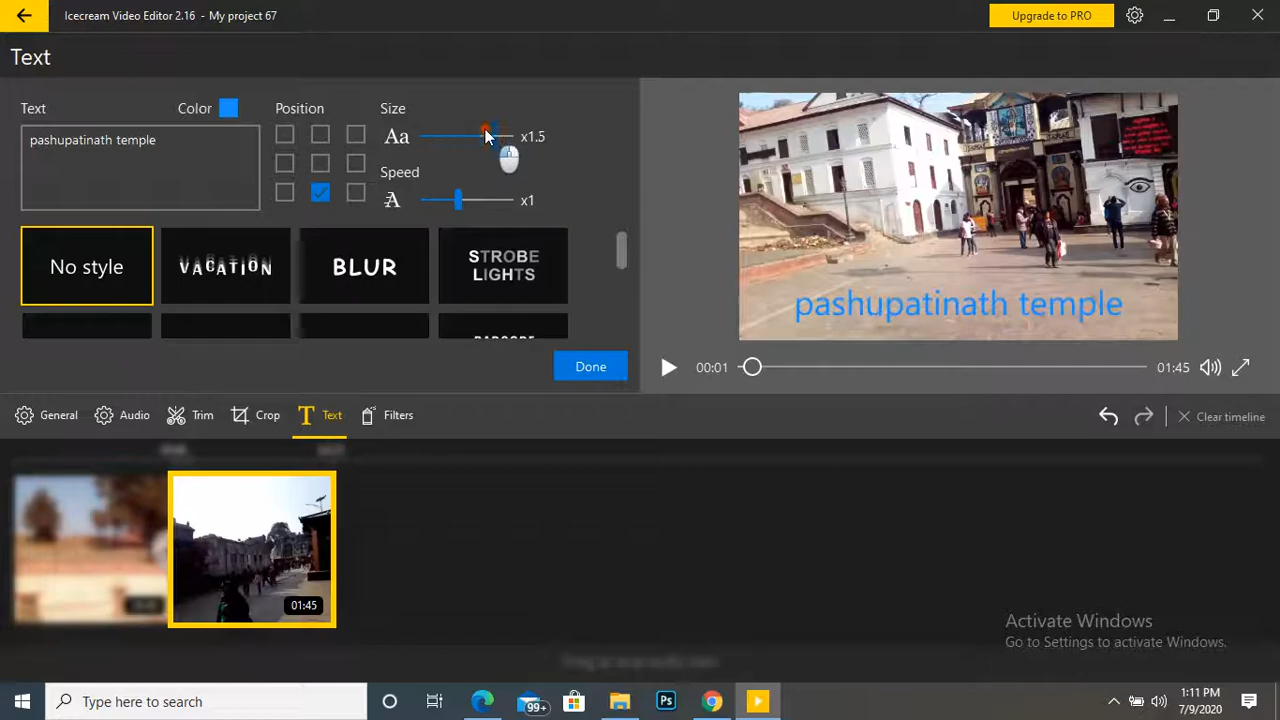 Icecream Video Editor 2.16 - My project 67
Upgrade to PRO
Text
Text
Color
Position
Size
pashupatinath temple
Aa
x1.5
Speed
A
x1
No style
VACATION
BLUR
STROBE
LIGHTS
pashupatinath temple
Done
00:01
01:45
General
Audio
Trim
Crop
Text
Filters
Clear timeline
01:45
Activate Windows
Go to Settings to activate Windows.
Type here to search
99+
Ps
1:11 PM
7/9/2020